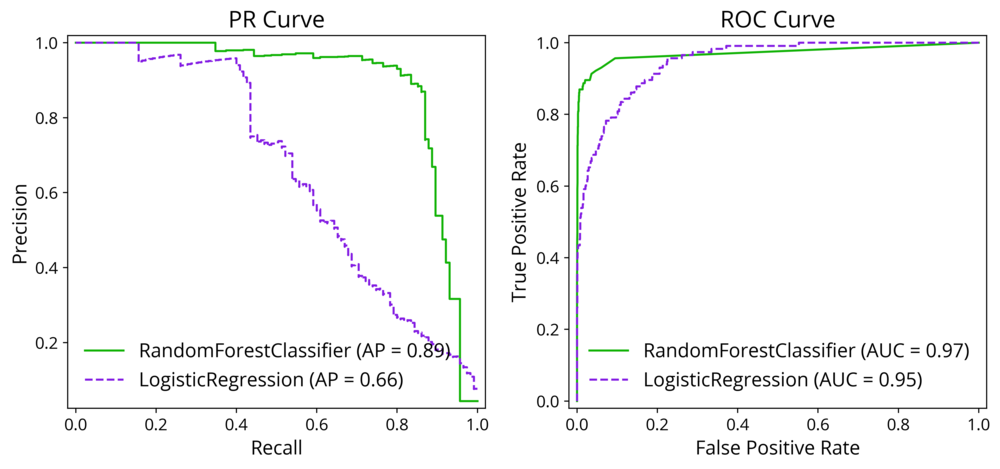 PR Curve
1.0
0.8
0.6
0.4
0.2
Precision
RandomForestClassifier (AP = 0.89)
LogisticRegression (AP = 0.66)
0.0 0.2 0.4 0.6 0.8 1.0
Recall
ROC Curve
1.0
0.8
0.6
0.4
0.2
0.0
True Positive Rate
RandomForestClassifier (AUC = 0.97)
LogisticRegression (AUC = 0.95)
0.0 0.2 0.4 0.6 0.8 1.0
False Positive Rate